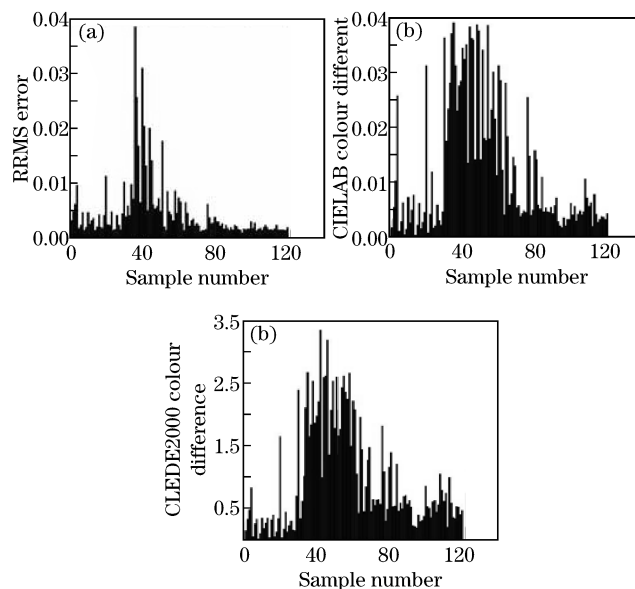 (a)
RRMS error
0.04
0.03
0.02
0.01
0.00
0 40 80 120
Sample number
(b)
CIELAB colour different
0.04
0.03
0.02
0.01
0.00
0 40 80 120
Sample number
(b)
CLEDE2000 colour
difference
3.5
2.5
1.5
0.5
0 40 80 120
Sample number